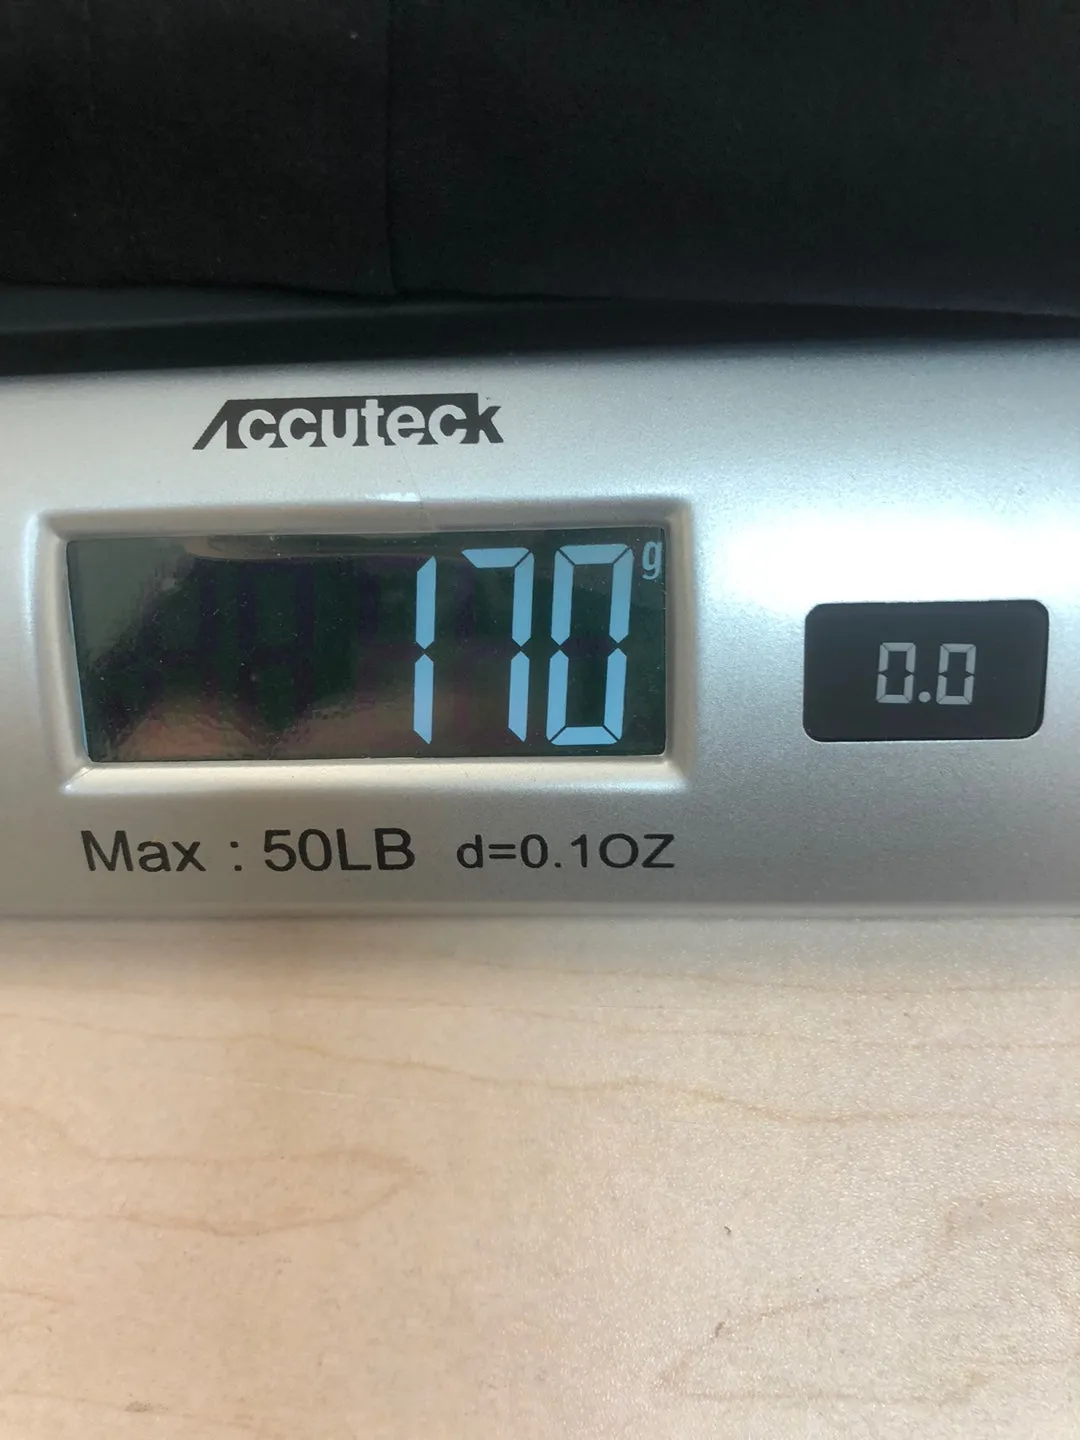 Accuteck
170 g
0.0
Max : 50LB d=0.1OZ